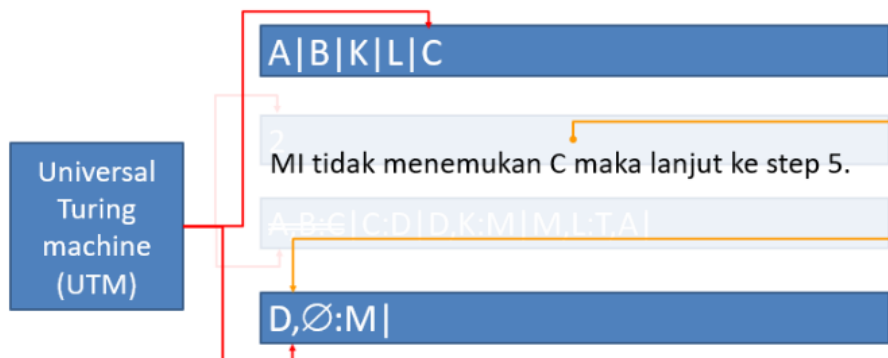 A|B|K|L|C
2
MI tidak menemukan C maka lanjut ke step 5.
Universal
Turing
machine
(UTM)
A,B:C|C:D|D,K:M|M,L:T,A|
D,∅:M|